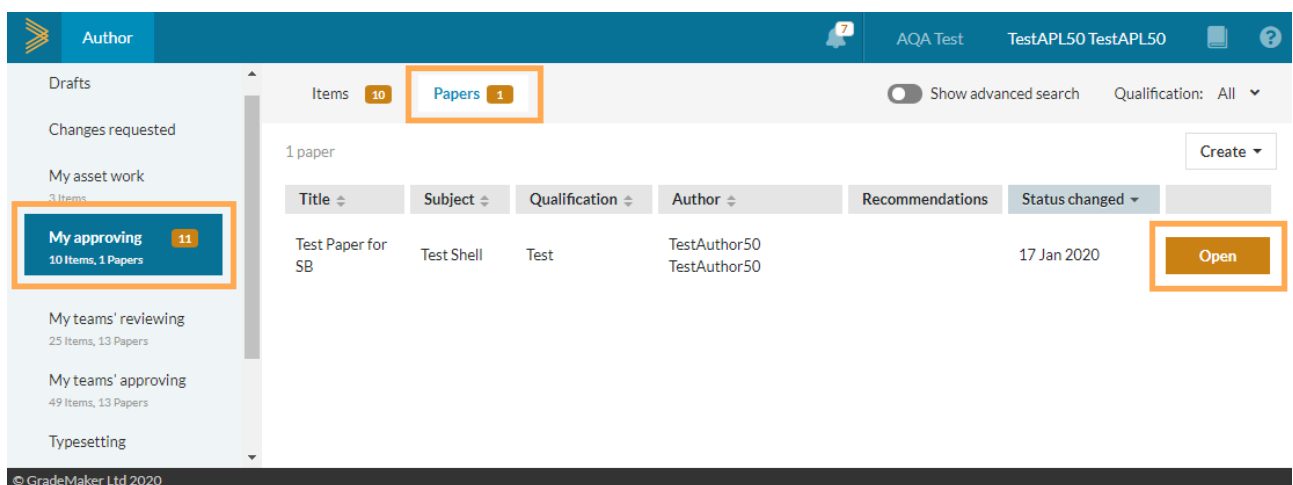 Author
7
AQA Test
TestAPL50 TestAPL50
?
Drafts
Changes requested
My asset work
3 Items
My approving 11
10 Items, 1 Papers
My teams' reviewing
25 Items, 13 Papers
My teams' approving
49 Items, 13 Papers
Typesetting
Items 10
Papers 1
Show advanced search
Qualification: All
1 paper
Create
Title Subject Qualification Author Recommendations Status changed
Test Paper for
SB
Test Shell
Test
TestAuthor50
TestAuthor50
17 Jan 2020
Open
© GradeMaker Ltd 2020